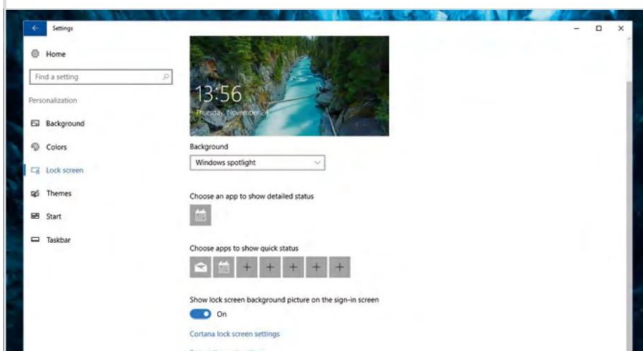 Settings
Home
Find a setting
Personalization
Background
Colors
Lock screen
Themes
Start
Taskbar
13:56
Thursday,
Background
Windows spotlight
Choose an app to show detailed status
Choose apps to show quick status
Show lock screen background picture on the sign-in screen
On
Cortana lock screen settings